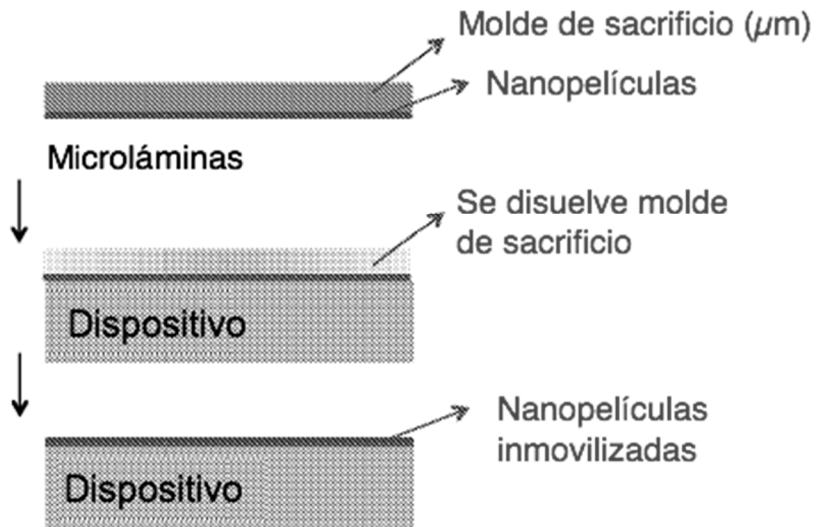 Molde de sacrificio (µm)
Nanopelículas
Microláminas
Se disuelve molde
de sacrificio
Dispositivo
Nanopelículas
inmovilizadas
Dispositivo